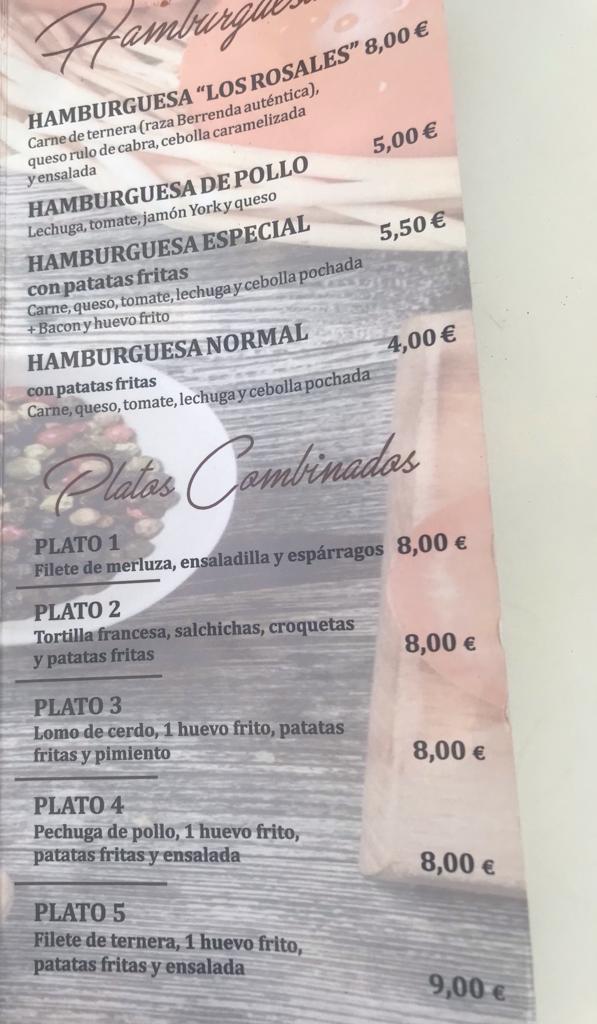 Hamburguesas
HAMBURGUESA “LOS ROSALES” 8,00 €
Carne de ternera (raza Berrenda auténtica),
queso rulo de cabra, cebolla caramelizada
y ensalada
HAMBURGUESA DE POLLO 5,00 €
Lechuga, tomate, jamón York y queso
HAMBURGUESA ESPECIAL 5,50 €
con patatas fritas
Carne, queso, tomate, lechuga y cebolla pochada
+ Bacon y huevo frito
HAMBURGUESA NORMAL 4,00 €
con patatas fritas
Carne, queso, tomate, lechuga y cebolla pochada
Platos Combinados
PLATO 1
Filete de merluza, ensaladilla y espárragos 8,00 €
PLATO 2
Tortilla francesa, salchichas, croquetas
y patatas fritas 8,00 €
PLATO 3
Lomo de cerdo, 1 huevo frito, patatas
fritas y pimiento 8,00 €
PLATO 4
Pechuga de pollo, 1 huevo frito,
patatas fritas y ensalada 8,00 €
PLATO 5
Filete de ternera, 1 huevo frito,
patatas fritas y ensalada 9,00 €